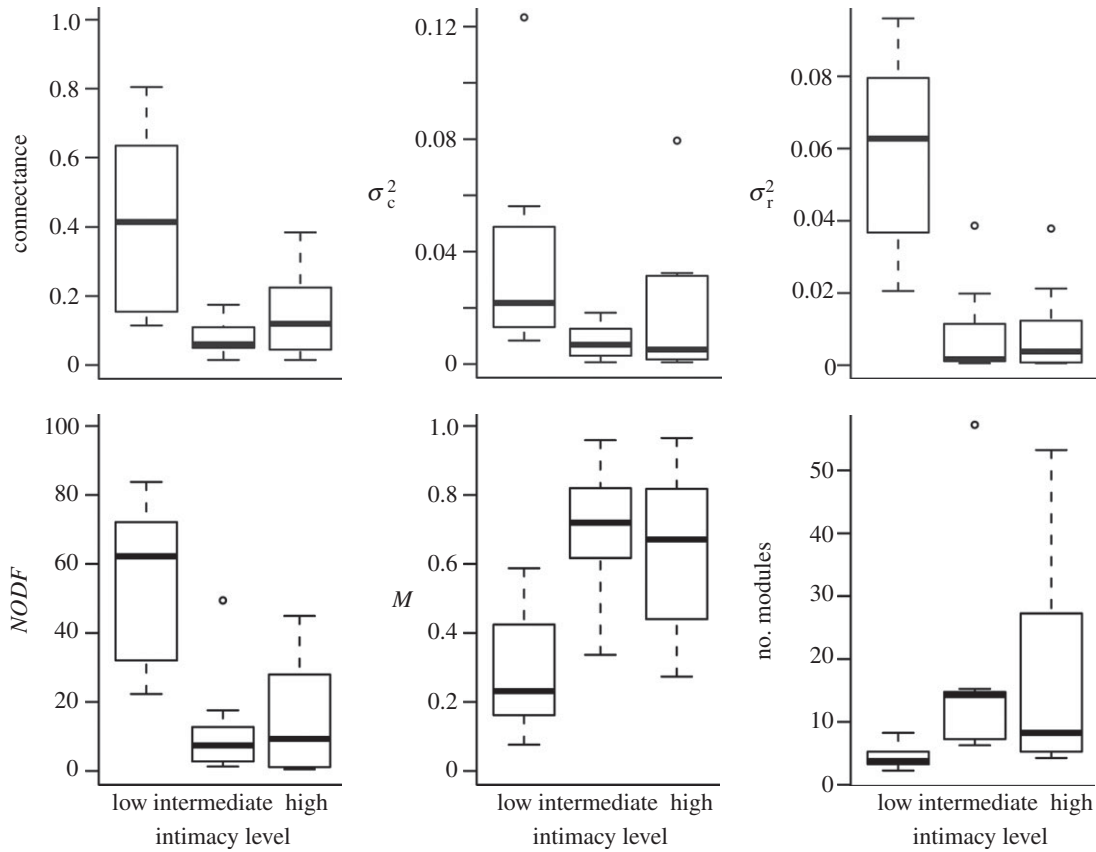 connectance
1.0
0.8
0.6
0.4
0.2
0
σ²c
0.12
0.08
0.04
0
σ²r
0.08
0.06
0.04
0.02
0
NODF
100
80
60
40
20
0
low intermediate high
intimacy level
M
1.0
0.8
0.6
0.4
0.2
0
low intermediate high
intimacy level
no. modules
50
40
30
20
10
0
low intermediate high
intimacy level